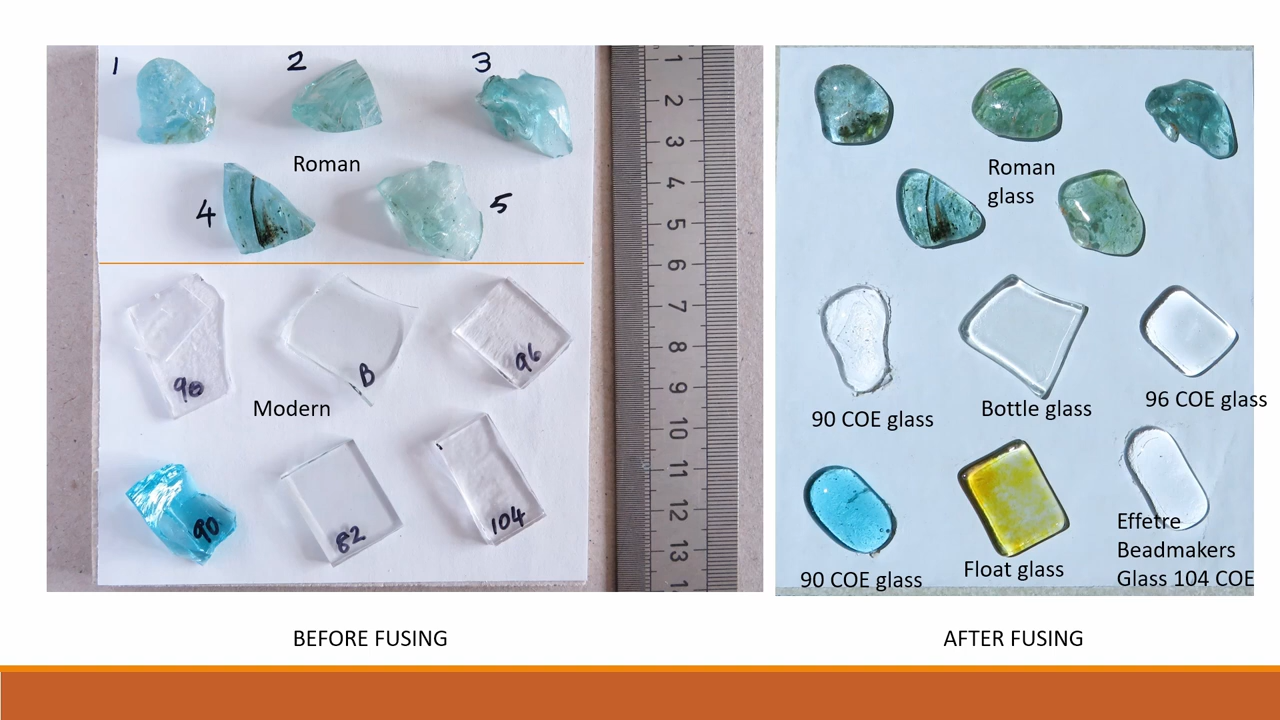 1
2
3
Roman
4
5
90
B
96
Modern
90
82
104
1
2
3
4
5
6
7
8
9
10
11
12
13
Roman
glass
90 COE glass
Bottle glass
96 COE glass
90 COE glass
Float glass
Effetre
Beadmakers
Glass 104 COE
BEFORE FUSING
AFTER FUSING